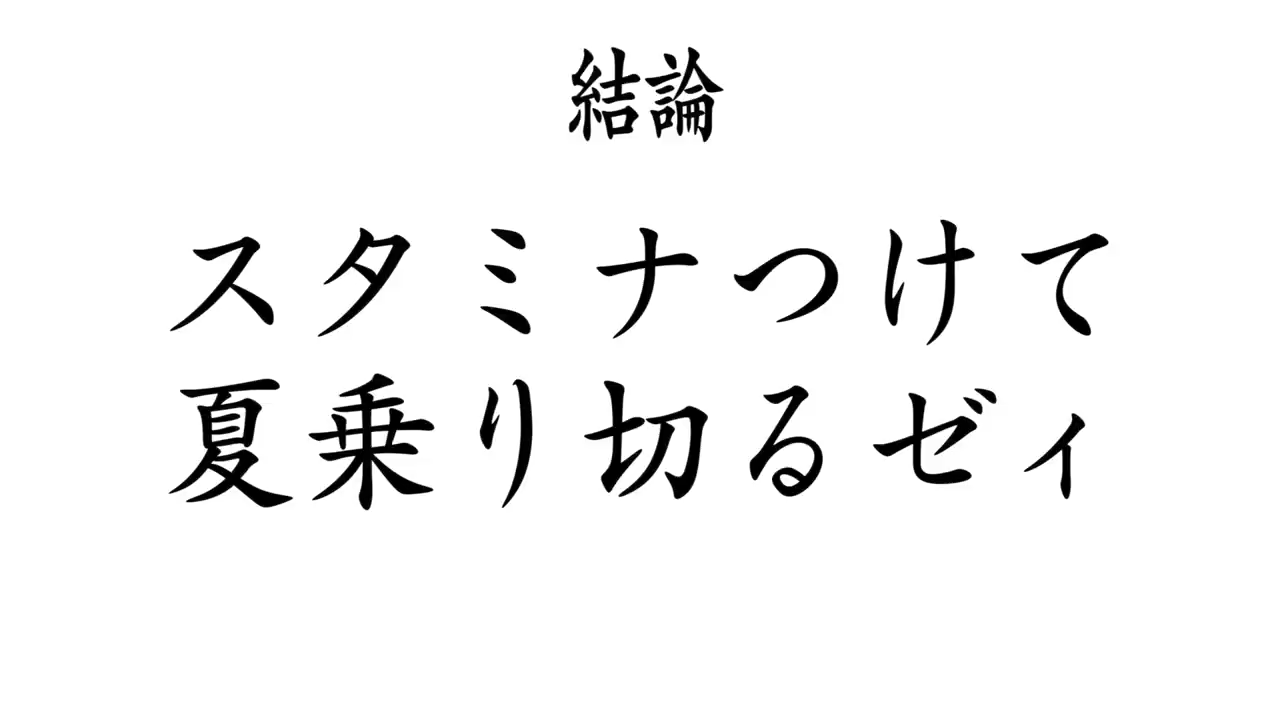 結論
スタミナつけて
夏乗り切るゼィ